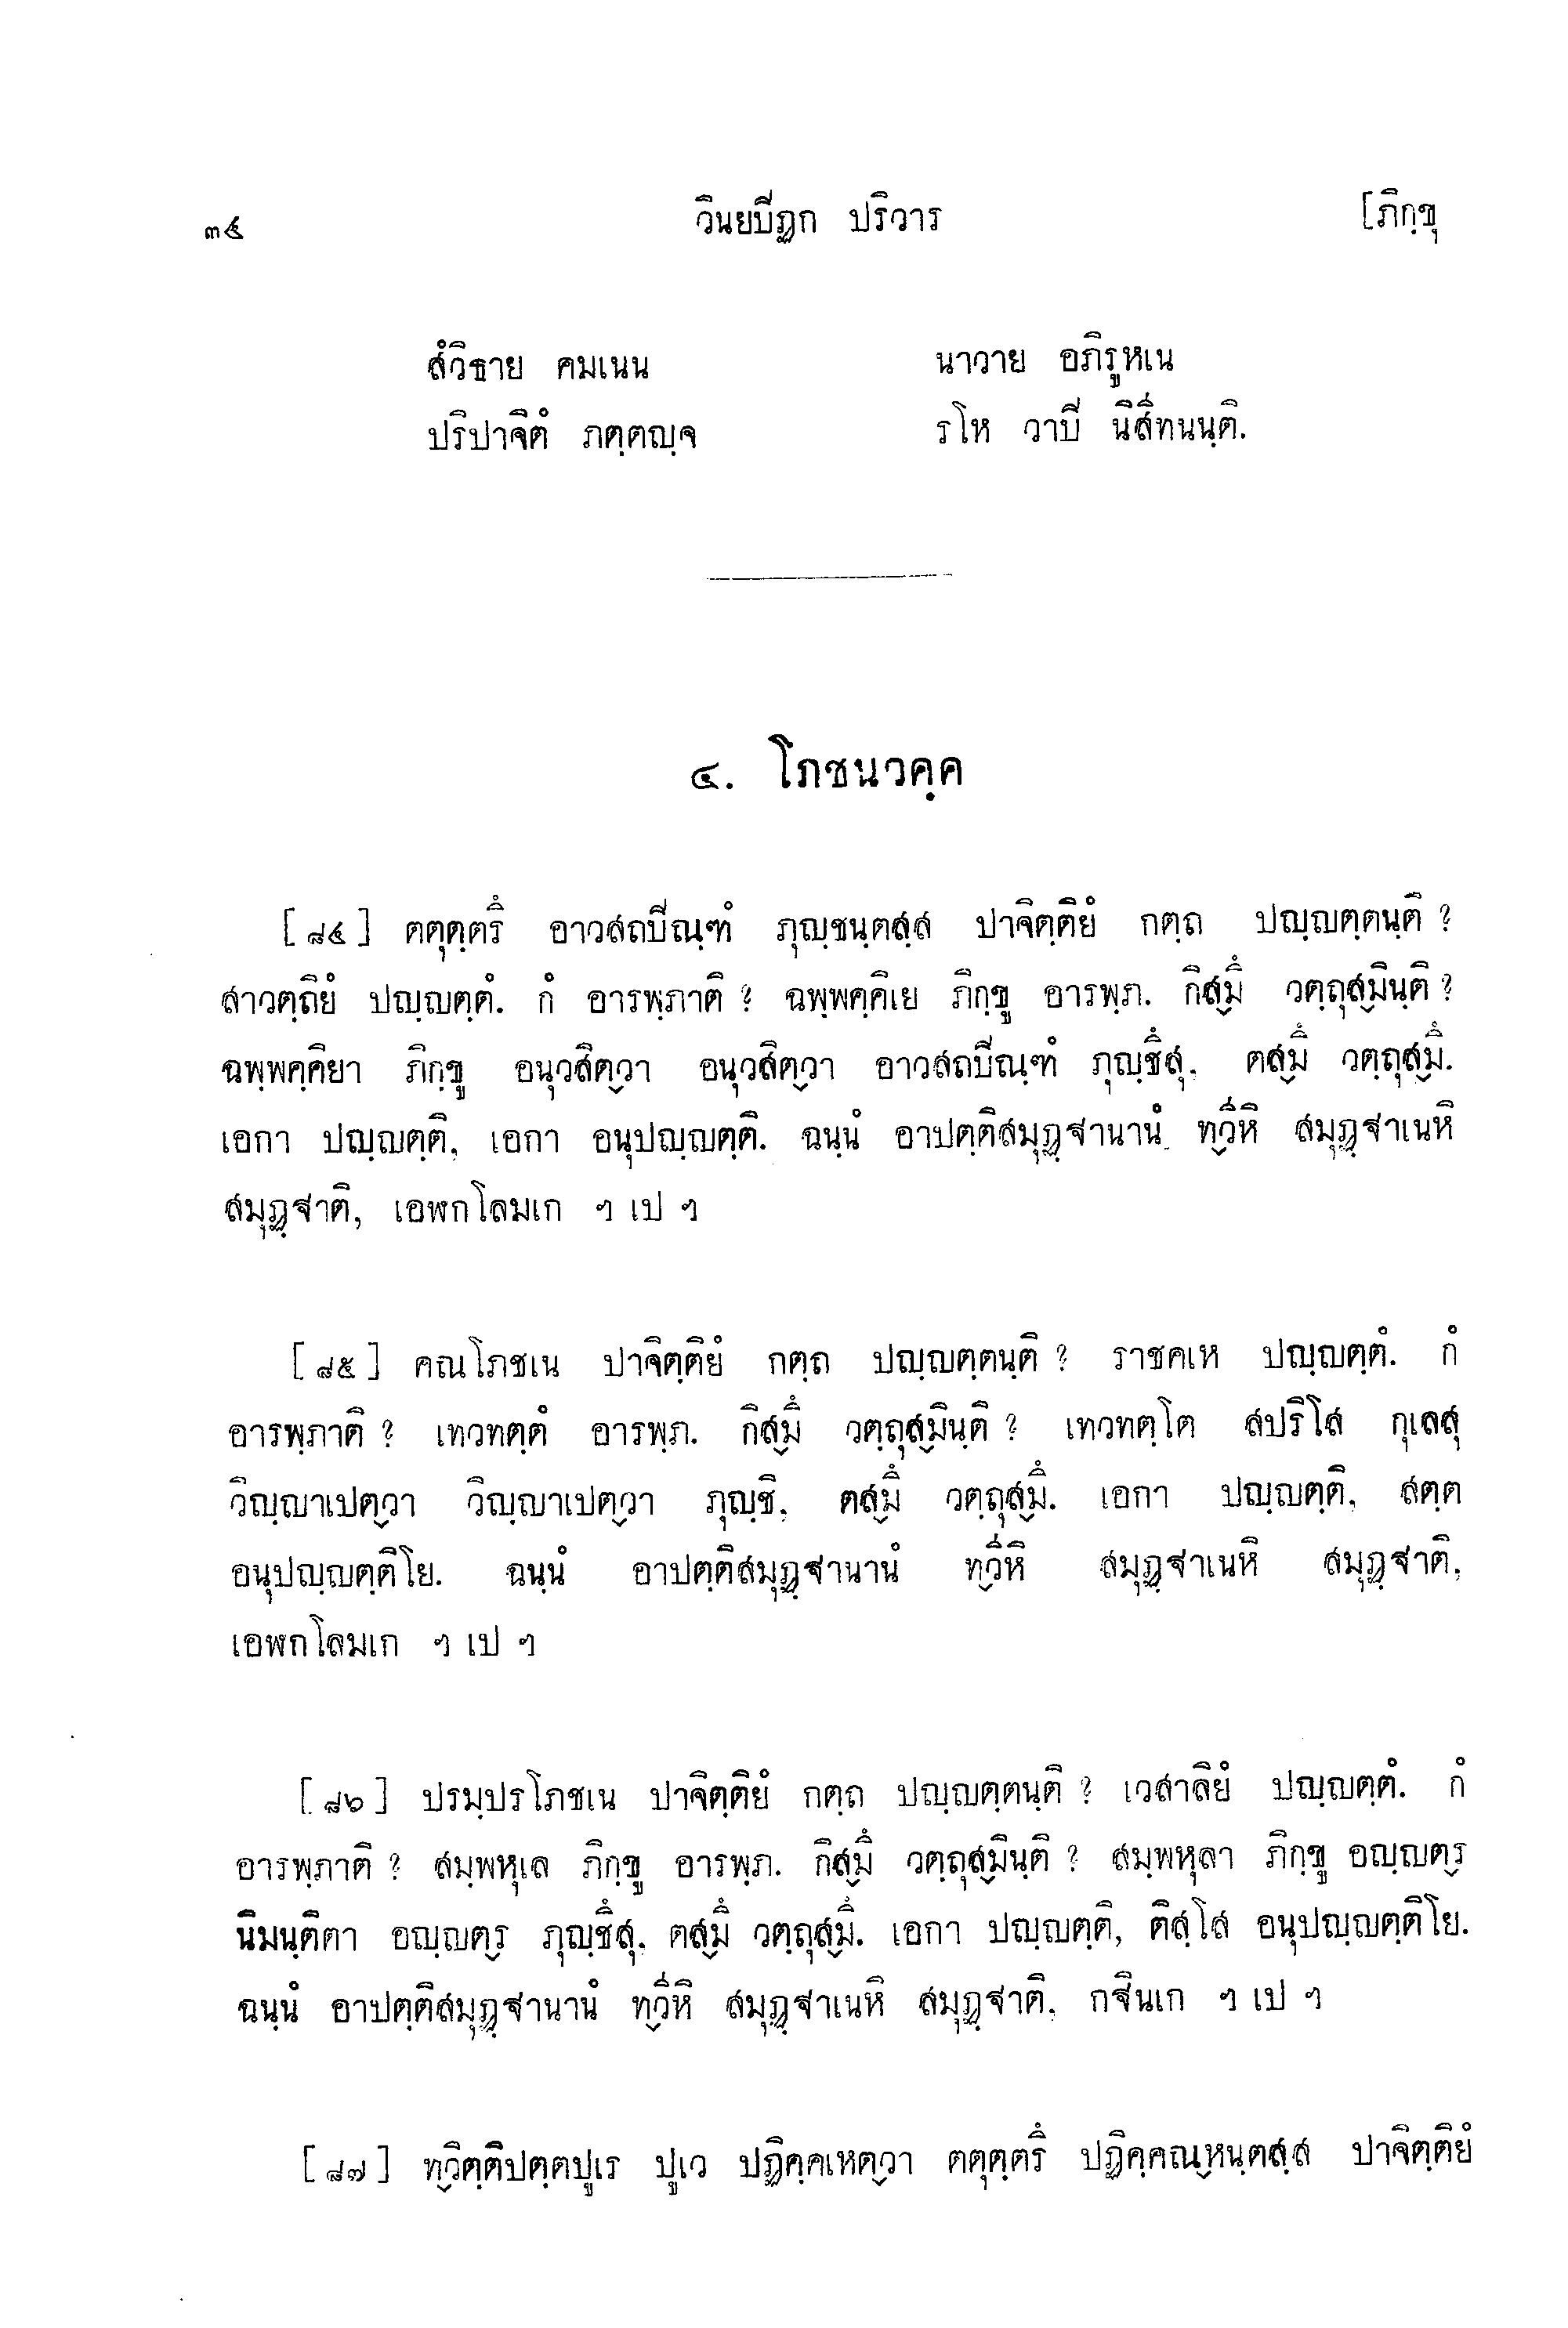 ๓๔ วินยปิฏก ปริวาร [ภิกฺขุ
สํวิธาย คมเนน นาวาย อภิรูหเน
ปริปาจิตํ ภตฺตญฺจ รโห วาปิ นิสีทนนฺติ.
๔. โภชนวคฺค
[๘๔] ตตุตฺตรึ อาวสถปิณฺฑํ ภุญฺชนฺตสฺส ปาจิตฺติยํ กตฺถ ปญฺญตฺตนฺติ ?
สาวตฺถิยํ ปญฺญตฺตํ. กํ อารพฺภาติ ? ฉพฺพคฺคิเย ภิกฺขู อารพฺภ. กิสฺมึ วตฺถุสฺมินฺติ ?
ฉพฺพคฺคิยา ภิกฺขู อนุวสิตฺวา อนุวสิตฺวา อาวสถปิณฺฑํ ภุญฺชึสุ, ตสฺมึ วตฺถุสฺมึ.
เอกา ปญฺญตฺติ, เอกา อนุปญฺญตฺติ. ฉนฺนํ อาปตฺติสมุฏฺฐานานํ ทฺวีหิ สมุฏฺฐาเนหิ
สมุฏฺฐาติ, เอฬกโลมเก ฯ เป ฯ
[๘๕] คณโภชเน ปาจิตฺติยํ กตฺถ ปญฺญตฺตนฺติ ? ราชคเห ปญฺญตฺตํ. กํ
อารพฺภาติ ? เทวทตฺตํ อารพฺภ. กิสฺมึ วตฺถุสฺมินฺติ ? เทวทตฺโต สปริโส กุเลสุ
วิญฺญาเปตฺวา วิญฺญาเปตฺวา ภุญฺชิ, ตสฺมึ วตฺถุสฺมึ. เอกา ปญฺญตฺติ, สตฺต
อนุปญฺญตฺติโย. ฉนฺนํ อาปตฺติสมุฏฺฐานานํ ทฺวีหิ สมุฏฺฐาเนหิ สมุฏฺฐาติ,
เอฬกโลมเก ฯ เป ฯ
[๘๖] ปรมฺปรโภชเน ปาจิตฺติยํ กตฺถ ปญฺญตฺตนฺติ ? เวสาลิยํ ปญฺญตฺตํ. กํ
อารพฺภาติ ? สมฺพหุเล ภิกฺขู อารพฺภ. กิสฺมึ วตฺถุสฺมินฺติ ? สมฺพหุลา ภิกฺขู อญฺญตฺร
นิมนฺติตา อญฺญตฺร ภุญฺชึสุ, ตสฺมึ วตฺถุสฺมึ. เอกา ปญฺญตฺติ, ติสฺโส อนุปญฺญตฺติโย.
ฉนฺนํ อาปตฺติสมุฏฺฐานานํ ทฺวีหิ สมุฏฺฐาเนหิ สมุฏฺฐาติ, กฐินเก ฯ เป ฯ
[๘๗] ทฺวิตฺติปตฺตปูเร ปูเว ปฏิคฺคเหตฺวา ตตุตฺตรึ ปฏิคฺคณฺหนฺตสฺส ปาจิตฺติยํ